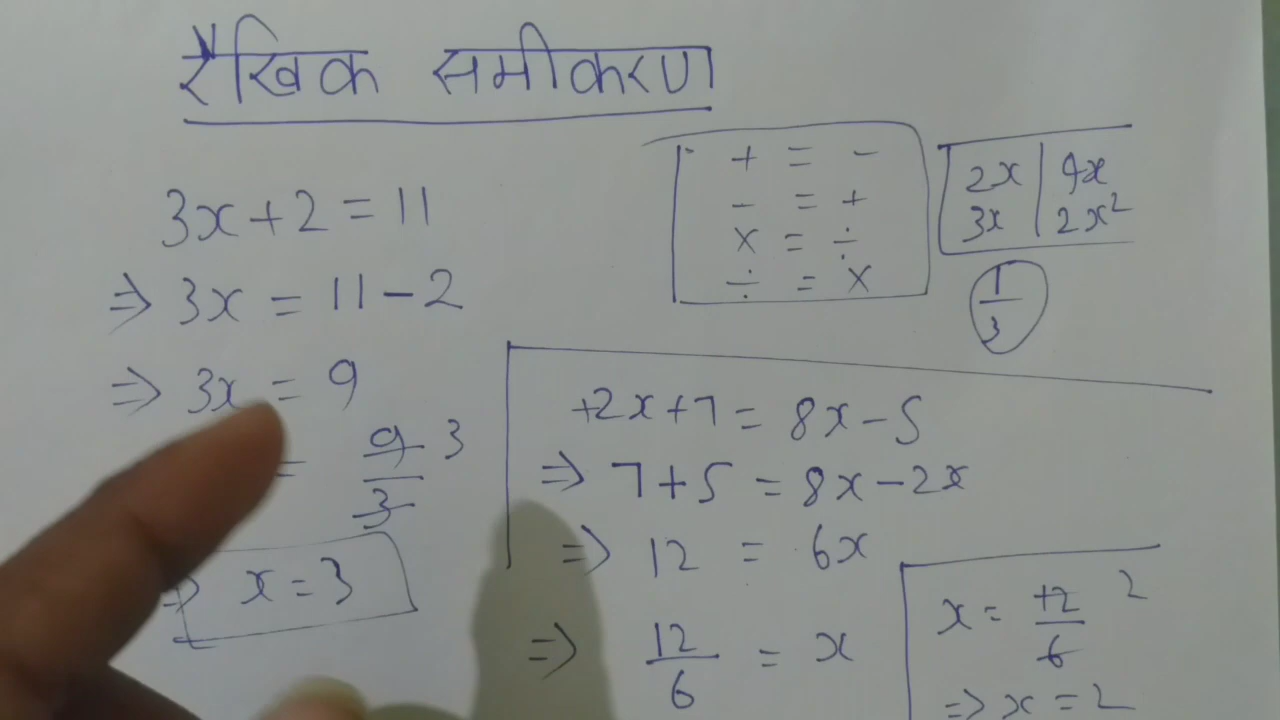 रैखिक समीकरण
3x+2=11
⇒ 3x = 11-2
⇒ 3x = 9
= 9/3 3
⇒ x=3
+ = -
- = +
× = ÷
÷ = ×
2x | 4x
3x | 2x²
1/3
+2x+7 = 8x-5
⇒ 7+5 = 8x-2x
⇒ 12 = 6x
⇒ 12/6 = x
x = 12/6 2
⇒ x=2